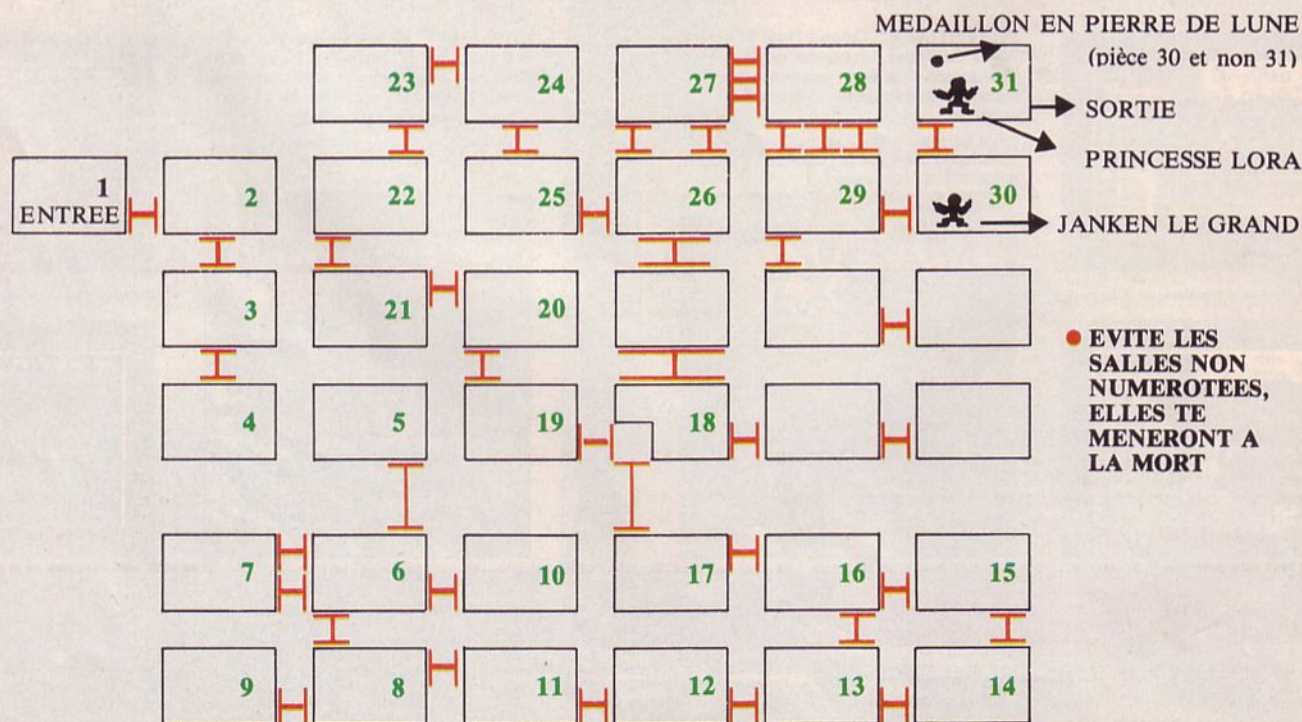 MEDAILLON EN PIERRE DE LUNE
(pièce 30 et non 31)
23 24 27 28 31
SORTIE
PRINCESSE LORA
1
ENTREE
2 22 25 26 29 30
JANKEN LE GRAND
3 21 20
EVITE LES
SALLES NON
NUMEROTEES,
ELLES TE
MENERONT A
LA MORT
4 5 19 18
7 6 10 17 16 15
9 8 11 12 13 14